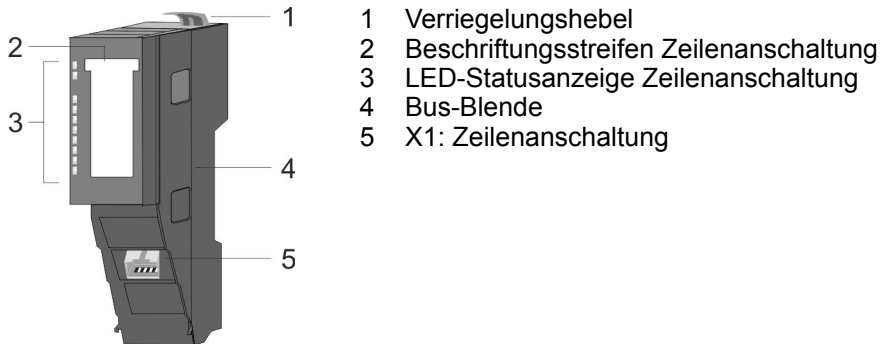 1
2
3
4
5
1 Verriegelungshebel
2 Beschriftungsstreifen Zeilenanschaltung
3 LED-Statusanzeige Zeilenanschaltung
4 Bus-Blende
5 X1: Zeilenanschaltung